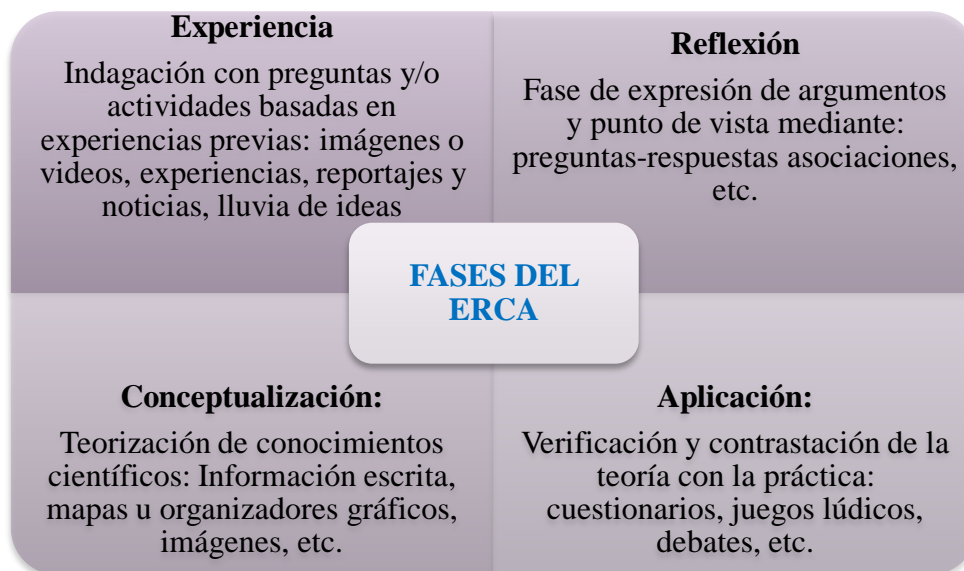 Experiencia
Indagación con preguntas y/o
actividades basadas en
experiencias previas: imágenes o
videos, experiencias, reportajes y
noticias, lluvia de ideas
Reflexión
Fase de expresión de argumentos
y punto de vista mediante:
preguntas-respuestas asociaciones,
etc.
FASES DEL
ERCA
Conceptualización:
Teorización de conocimientos
científicos: Información escrita,
mapas u organizadores gráficos,
imágenes, etc.
Aplicación:
Verificación y contrastación de la
teoría con la práctica:
cuestionarios, juegos lúdicos,
debates, etc.